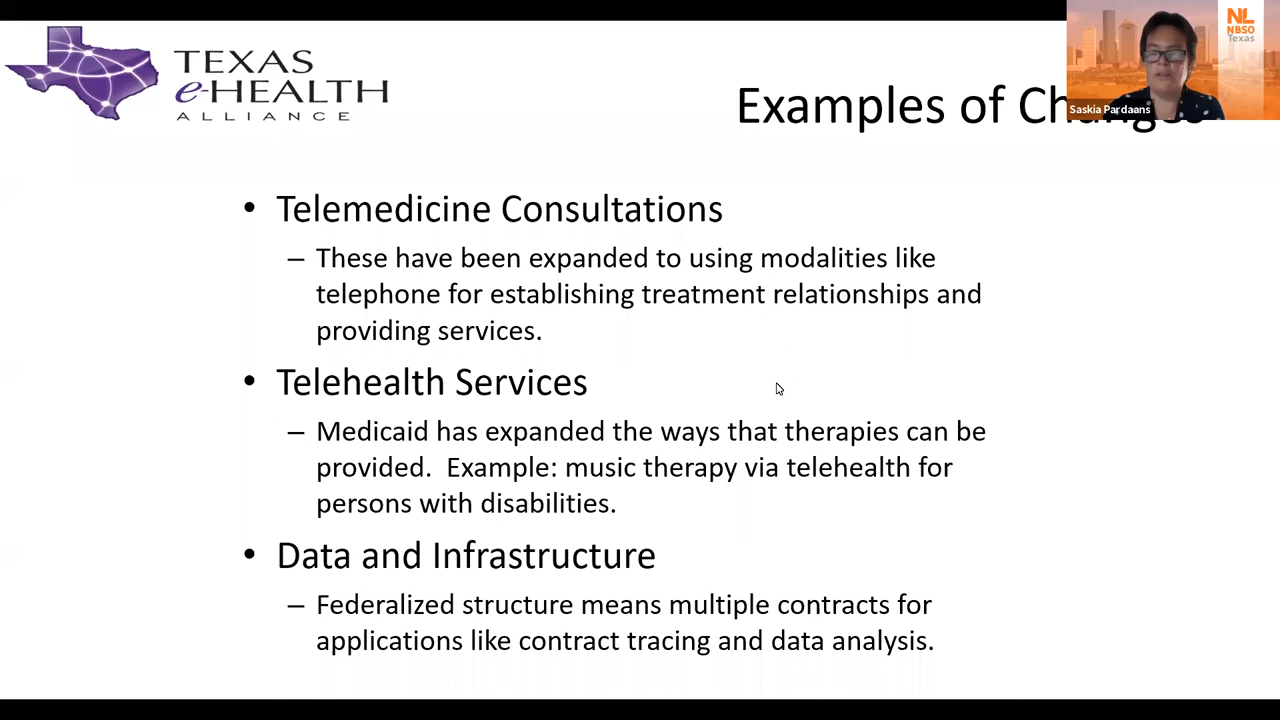 TEXAS
e-HEALTH
ALLIANCE
NL
NBSO
Texas
Saskia Pardaans
Examples of Changes
• Telemedicine Consultations
– These have been expanded to using modalities like
telephone for establishing treatment relationships and
providing services.
• Telehealth Services
– Medicaid has expanded the ways that therapies can be
provided.  Example: music therapy via telehealth for
persons with disabilities.
• Data and Infrastructure
– Federalized structure means multiple contracts for
applications like contract tracing and data analysis.